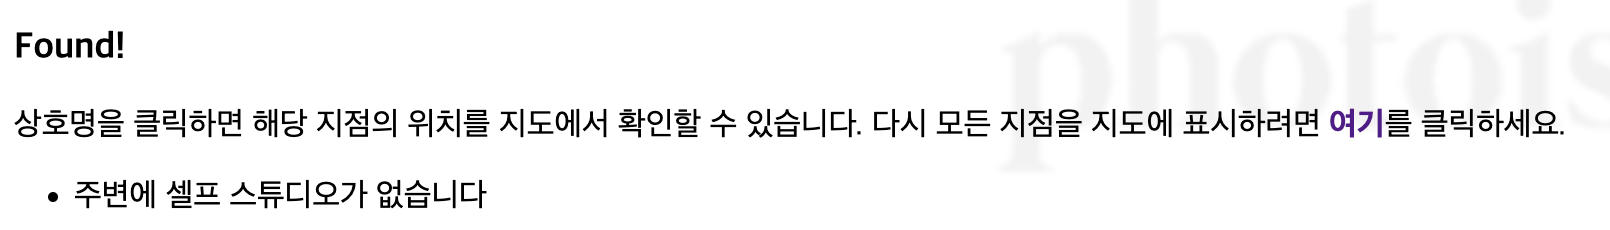 photois
Found!
상호명을 클릭하면 해당 지점의 위치를 지도에서 확인할 수 있습니다. 다시 모든 지점을 지도에 표시하려면 여기를 클릭하세요.
• 주변에 셀프 스튜디오가 없습니다